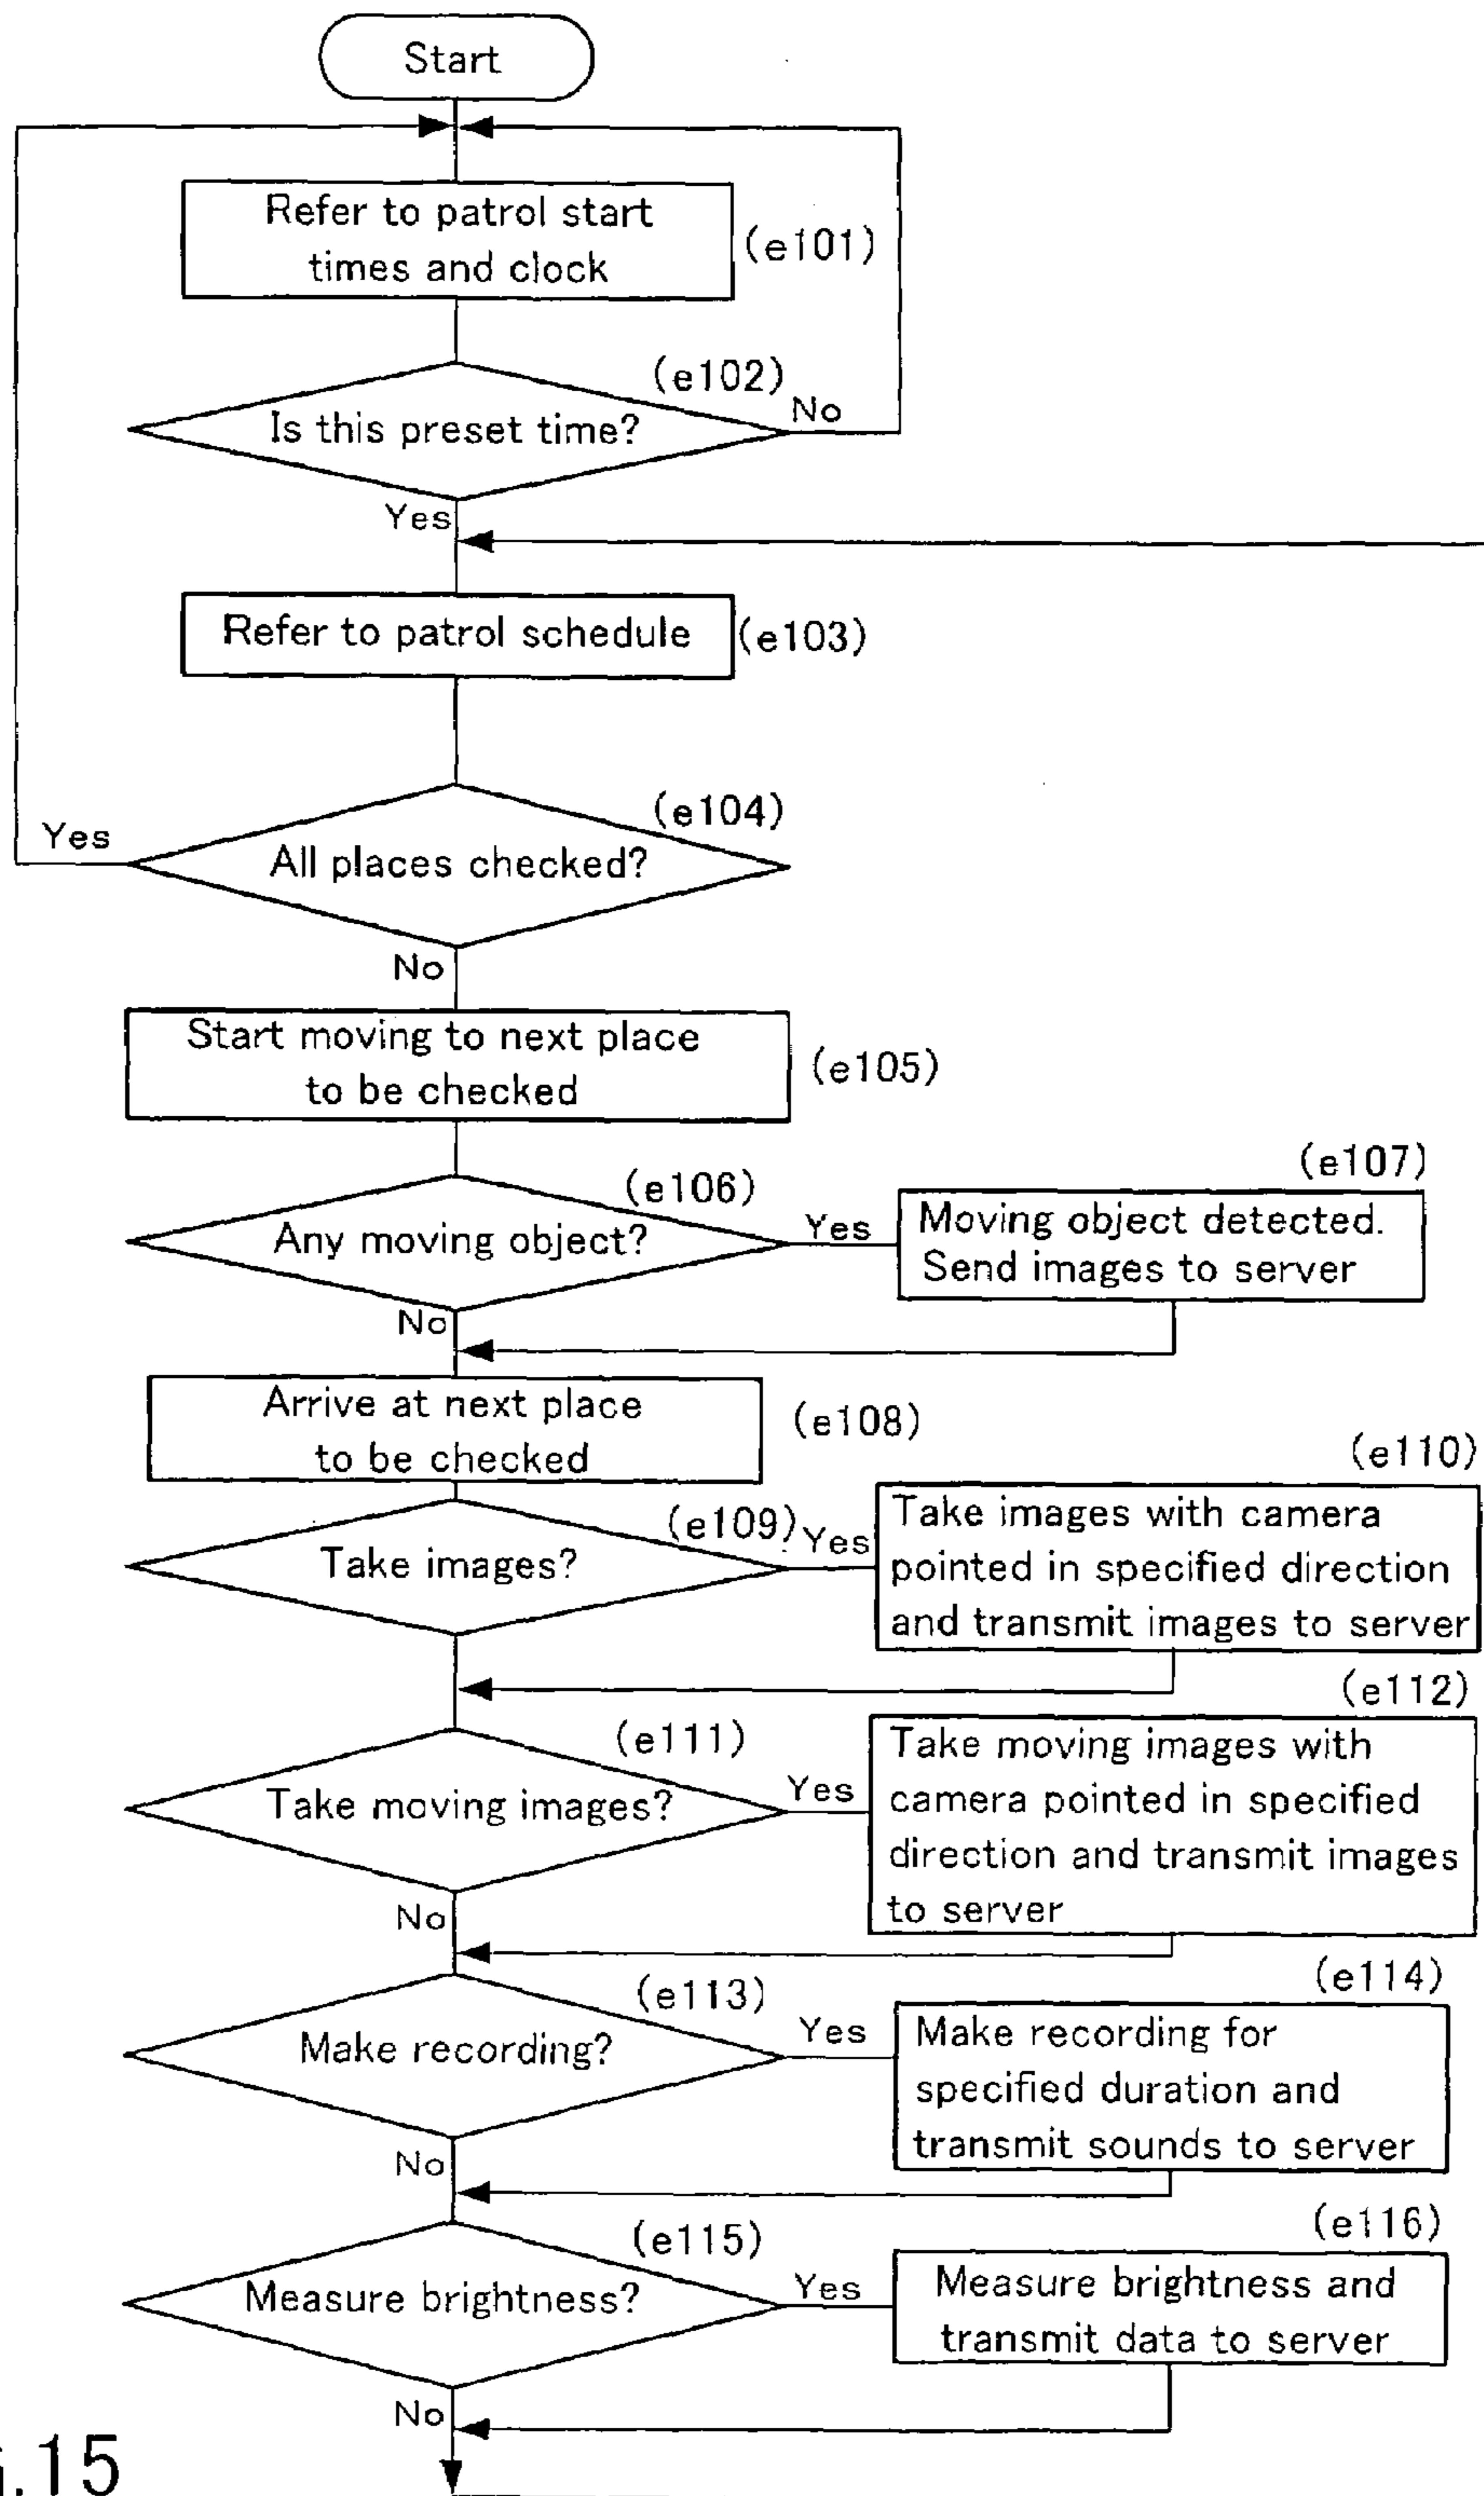 Start
Refer to patrol start
times and clock
(e101)
(e102)
Is this preset time?
No
Yes
Refer to patrol schedule
(e103)
(e104)
Yes
All places checked?
No
Start moving to next place
to be checked
(e105)
(e106)
Any moving object?
Yes
(e107)
Moving object detected.
Send images to server
No
Arrive at next place
to be checked
(e108)
(e109)
Take images?
Yes
(e110)
Take images with camera
pointed in specified direction
and transmit images to server
(e111)
Take moving images?
Yes
(e112)
Take moving images with
camera pointed in specified
direction and transmit images
to server
No
(e113)
Make recording?
Yes
(e114)
Make recording for
specified duration and
transmit sounds to server
No
(e115)
Measure brightness?
Yes
(e116)
Measure brightness and
transmit data to server
No
.15